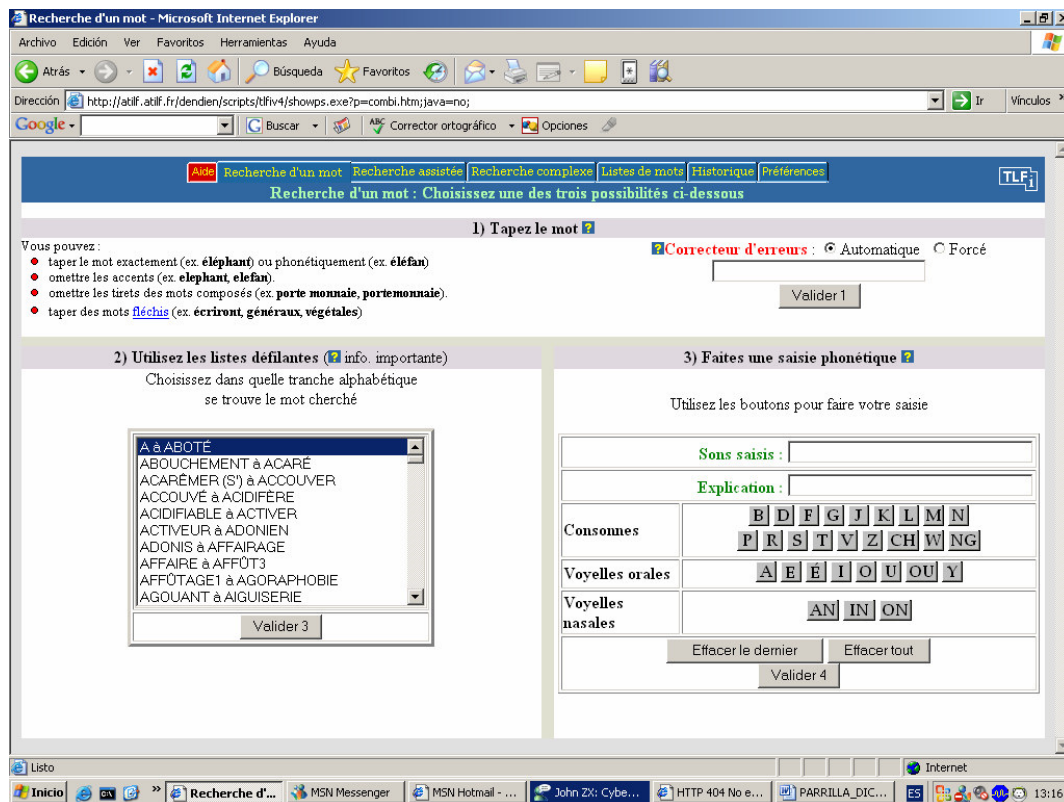 Recherche d'un mot - Microsoft Internet Explorer
Archivo Edición Ver Favoritos Herramientas Ayuda
Atrás Búsqueda Favoritos
Dirección http://atilf.atilf.fr/dendien/scripts/tlfiv4/showps.exe?p=combi.htm;java=no; Ir Vínculos »
Google Buscar ABC Corrector ortográfico Opciones
Aide Recherche d'un mot Recherche assistée Recherche complexe Listes de mots Historique Préférences
TLFi
Recherche d'un mot : Choisissez une des trois possibilités ci-dessous
1) Tapez le mot ?
Vous pouvez :
• taper le mot exactement (ex. éléphant) ou phonétiquement (ex. éléfan)
• omettre les accents (ex. elephant, elefan).
• omettre les tirets des mots composés (ex. porte monnaie, portemonnaie).
• taper des mots fléchis (ex. écriront, généraux, végétales)
? Correcteur d'erreurs : Automatique Forcé
Valider 1
2) Utilisez les listes défilantes (? info. importante)
Choisissez dans quelle tranche alphabétique
se trouve le mot cherché
A à ABOTÉ
ABOUCHEMENT à ACARÉ
ACARÊMER (S') à ACCOUVER
ACCOUVÉ à ACIDIFÈRE
ACIDIFIABLE à ACTIVER
ACTIVEUR à ADONIEN
ADONIS à AFFAIRAGE
AFFAIRE à AFFÛT3
AFFÛTAGE1 à AGORAPHOBIE
AGOUANT à AIGUISERIE
Valider 3
3) Faites une saisie phonétique ?
Utilisez les boutons pour faire votre saisie
Sons saisis :
Explication :
Consonnes
B D F G J K L M N
P R S T V Z CH W NG
Voyelles orales A E É I O U OU Y
Voyelles
nasales
AN IN ON
Effacer le dernier Effacer tout
Valider 4
Listo Internet
Inicio » Recherche d'... MSN Messenger MSN Hotmail - ... John ZX: Cybe... HTTP 404 No e... PARRILLA_DIC... ES 13:16